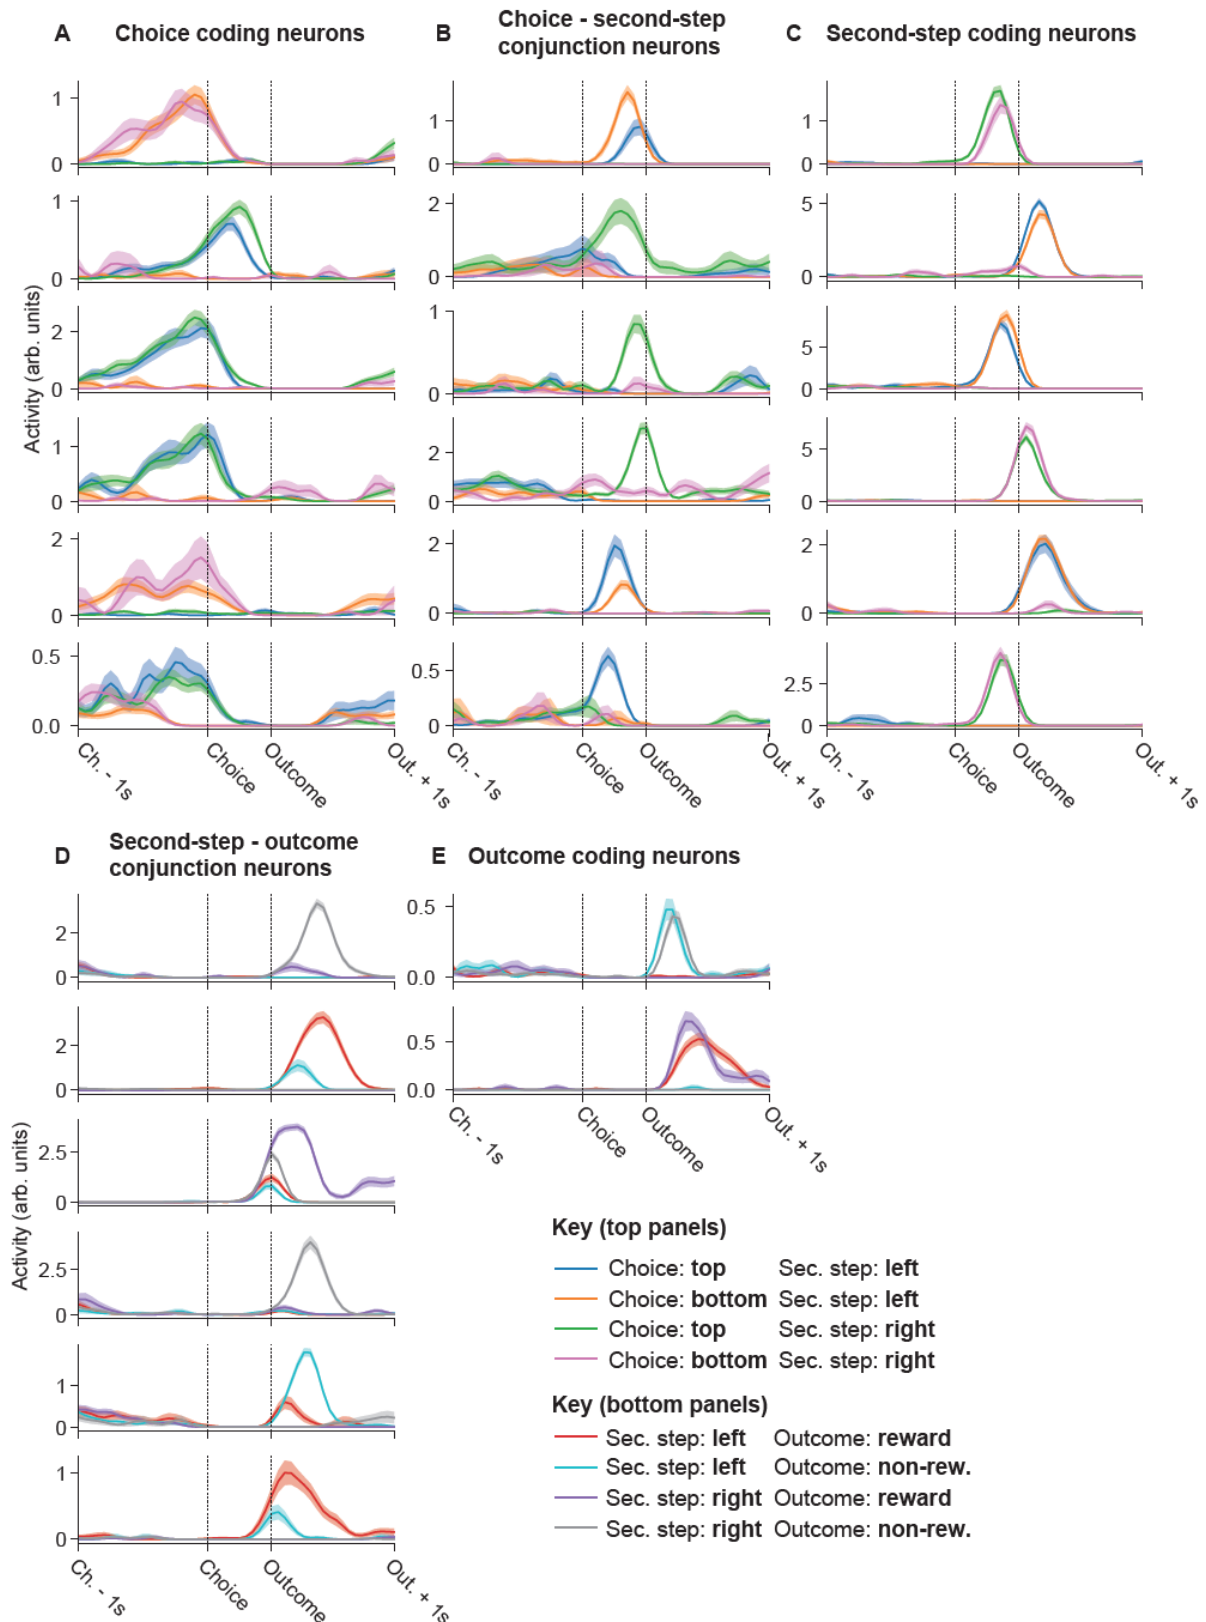 A Choice coding neurons
B Choice - second-step
conjunction neurons
C Second-step coding neurons
Activity (arb. units)
1
0
1
0
2
0
1
0
2
0
0.5
0.0
Ch. - 1s
Choice
Outcome
Out. + 1s
1
0
2
0
1
0
2
0
2
0
0.5
0.0
Ch. - 1s
Choice
Outcome
Out. + 1s
1
0
5
0
5
0
5
0
2
0
2.5
0.0
Ch. - 1s
Choice
Outcome
Out. + 1s
D Second-step - outcome
conjunction neurons
E Outcome coding neurons
Activity (arb. units)
2
0
2
0
2.5
0
2.5
0
1
0
1
0
Ch. - 1s
Choice
Outcome
Out. + 1s
0.5
0.0
0.5
0.0
Ch. - 1s
Choice
Outcome
Out. + 1s
Key (top panels)
Choice: top Sec. step: left
Choice: bottom Sec. step: left
Choice: top Sec. step: right
Choice: bottom Sec. step: right
Key (bottom panels)
Sec. step: left Outcome: reward
Sec. step: left Outcome: non-rew.
Sec. step: right Outcome: reward
Sec. step: right Outcome: non-rew.